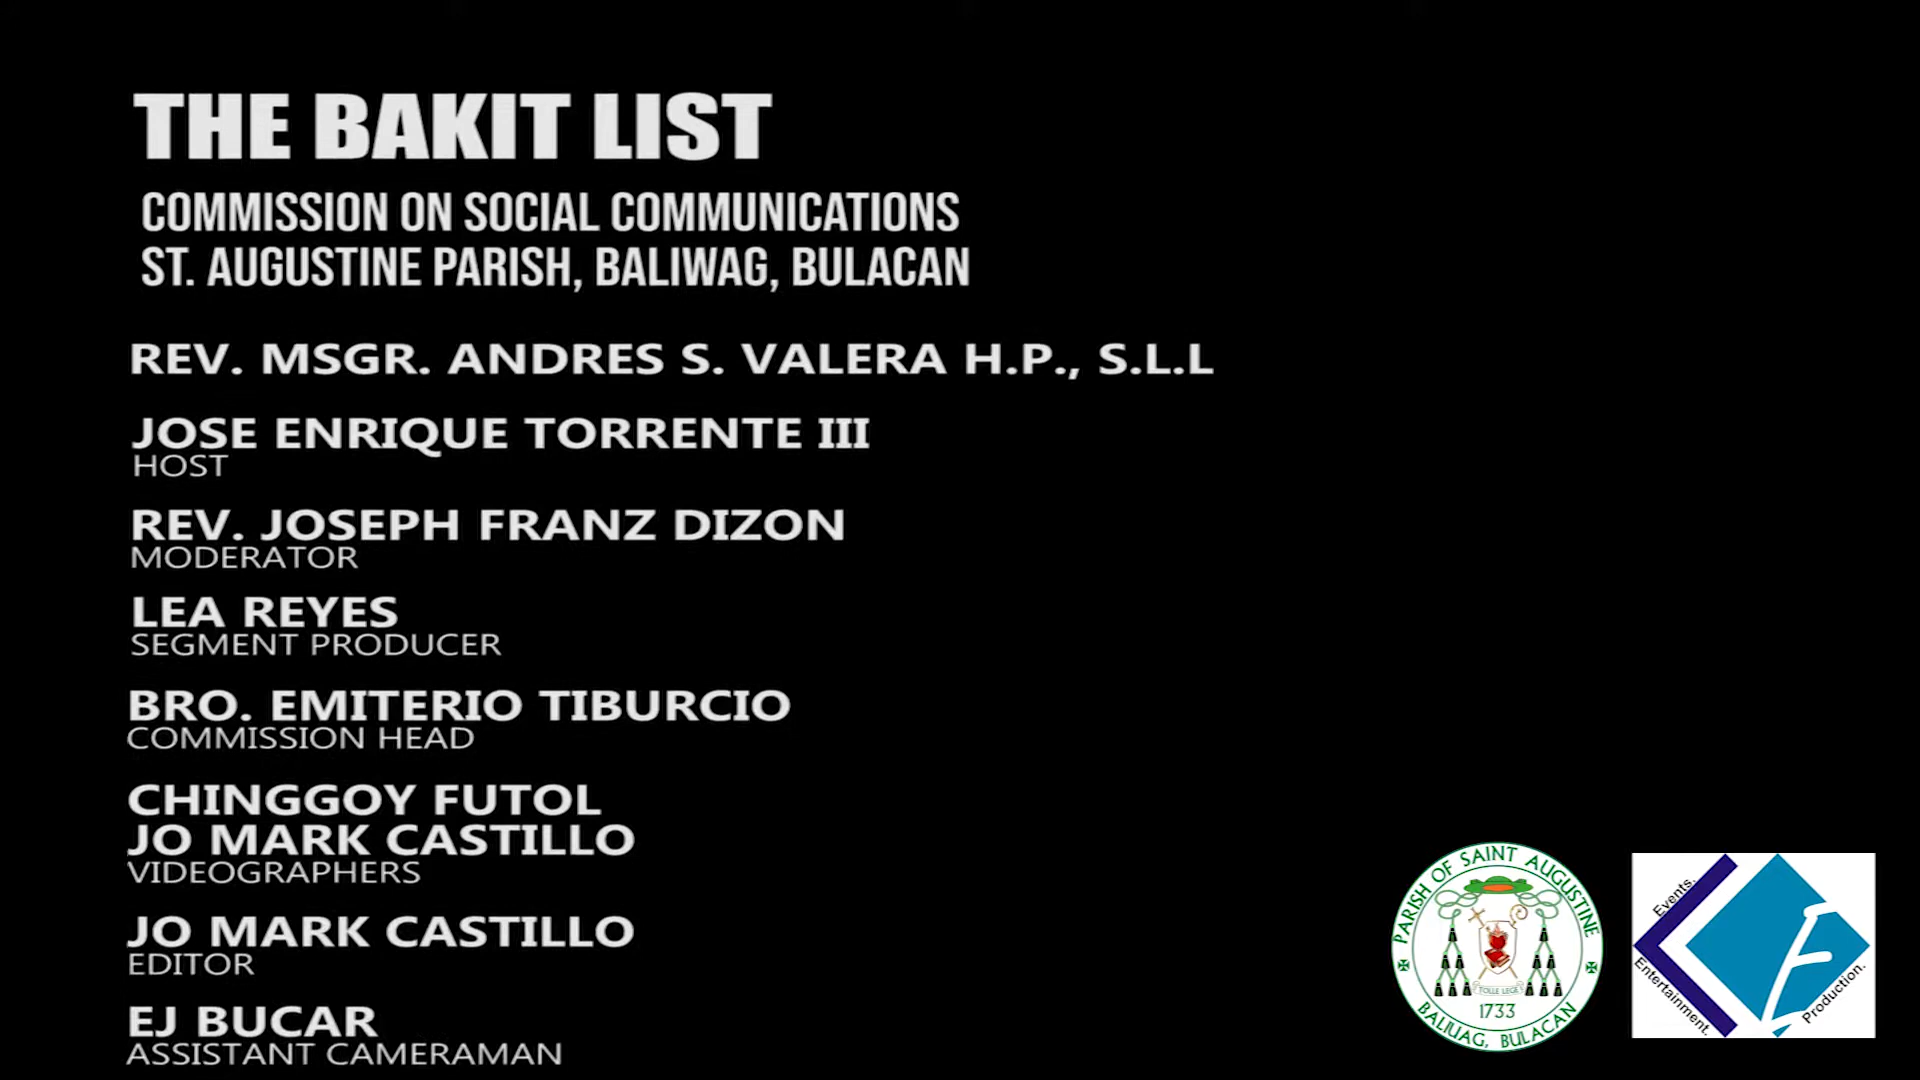 THE BAKIT LIST
COMMISSION ON SOCIAL COMMUNICATIONS
ST. AUGUSTINE PARISH, BALIWAG, BULACAN
REV. MSGR. ANDRES S. VALERA H.P., S.L.L
JOSE ENRIQUE TORRENTE III
HOST
REV. JOSEPH FRANZ DIZON
MODERATOR
LEA REYES
SEGMENT PRODUCER
BRO. EMITERIO TIBURCIO
COMMISSION HEAD
CHINGGOY FUTOL
JO MARK CASTILLO
VIDEOGRAPHERS
JO MARK CASTILLO
EDITOR
EJ BUCAR
ASSISTANT CAMERAMAN
PARISH OF SAINT AUGUSTINE
TOLLE LEGE
1733
BALIUAG, BULACAN
Events.
Entertainment.
Production.